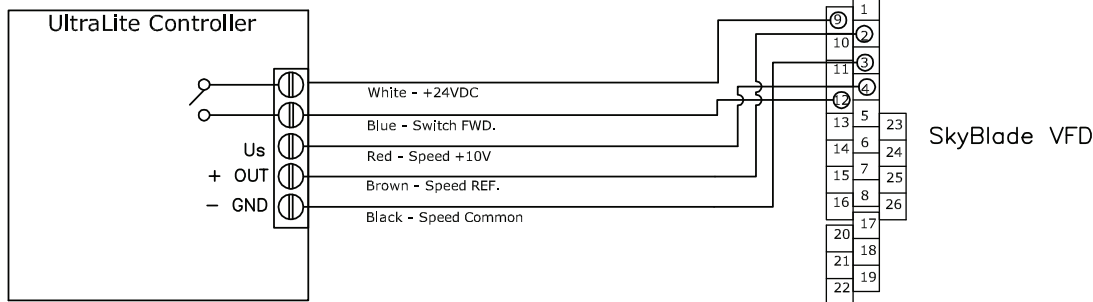 UltraLite Controller
White - +24VDC
Blue - Switch FWD.
Us
Red - Speed +10V
+ OUT
Brown - Speed REF.
- GND
Black - Speed Common
1
9
2
10
3
11
4
12
5
13
23
6
14
24
7
15
25
8
16
26
17
20
18
21
19
22
SkyBlade VFD